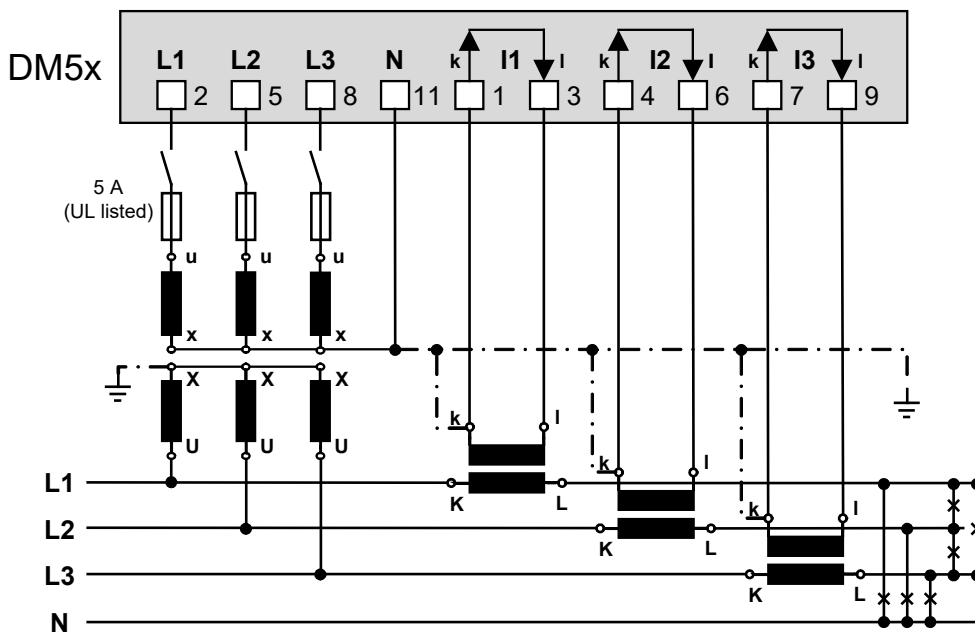 DM5x
L1 L2 L3 N k I1 l k I2 l k I3 l
2 5 8 11 1 3 4 6 7 9
5 A
(UL listed)
u u u
x x x
X X X
k l
U U U
k l
L1
K L
k l
L2
K L
L3
K L
N